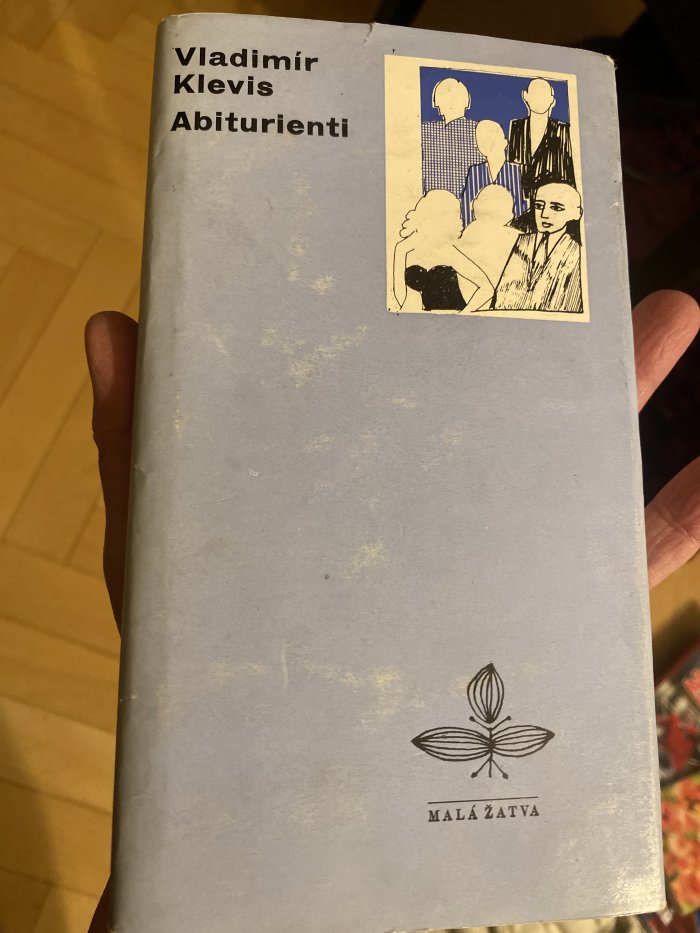 Vladimír
Klevis
Abiturienti
MALÁ ŽATVA